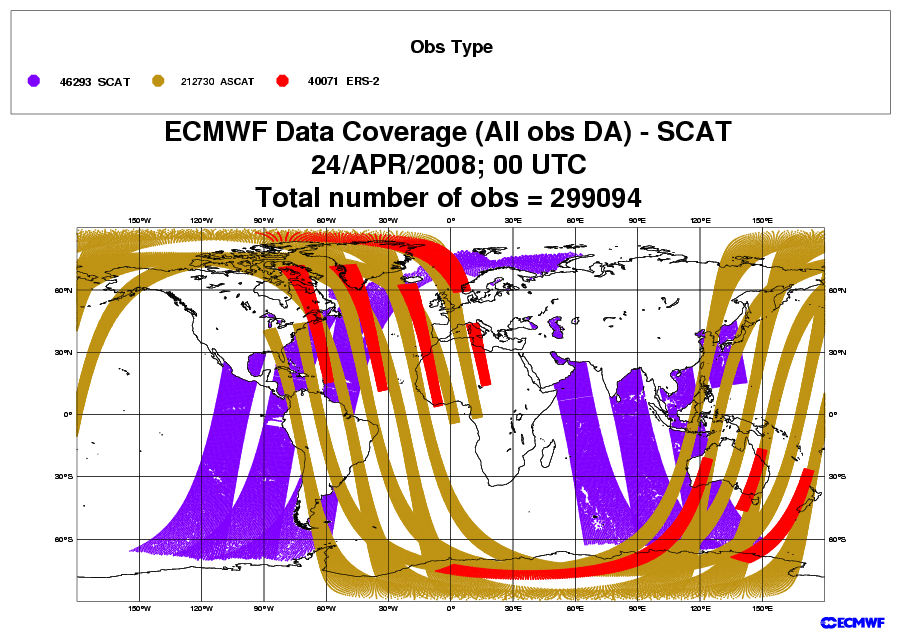 Obs Type
46293 SCAT 212730 ASCAT 40071 ERS-2
ECMWF Data Coverage (All obs DA) - SCAT
24/APR/2008; 00 UTC
Total number of obs = 299094
150°W 120°W 90°W 60°W 30°W 0° 30°E 60°E 90°E 120°E 150°E
60°N 60°N
30°N 30°N
0° 0°
30°S 30°S
60°S 60°S
150°W 120°W 90°W 60°W 30°W 0° 30°E 60°E 90°E 120°E 150°E
ECMWF